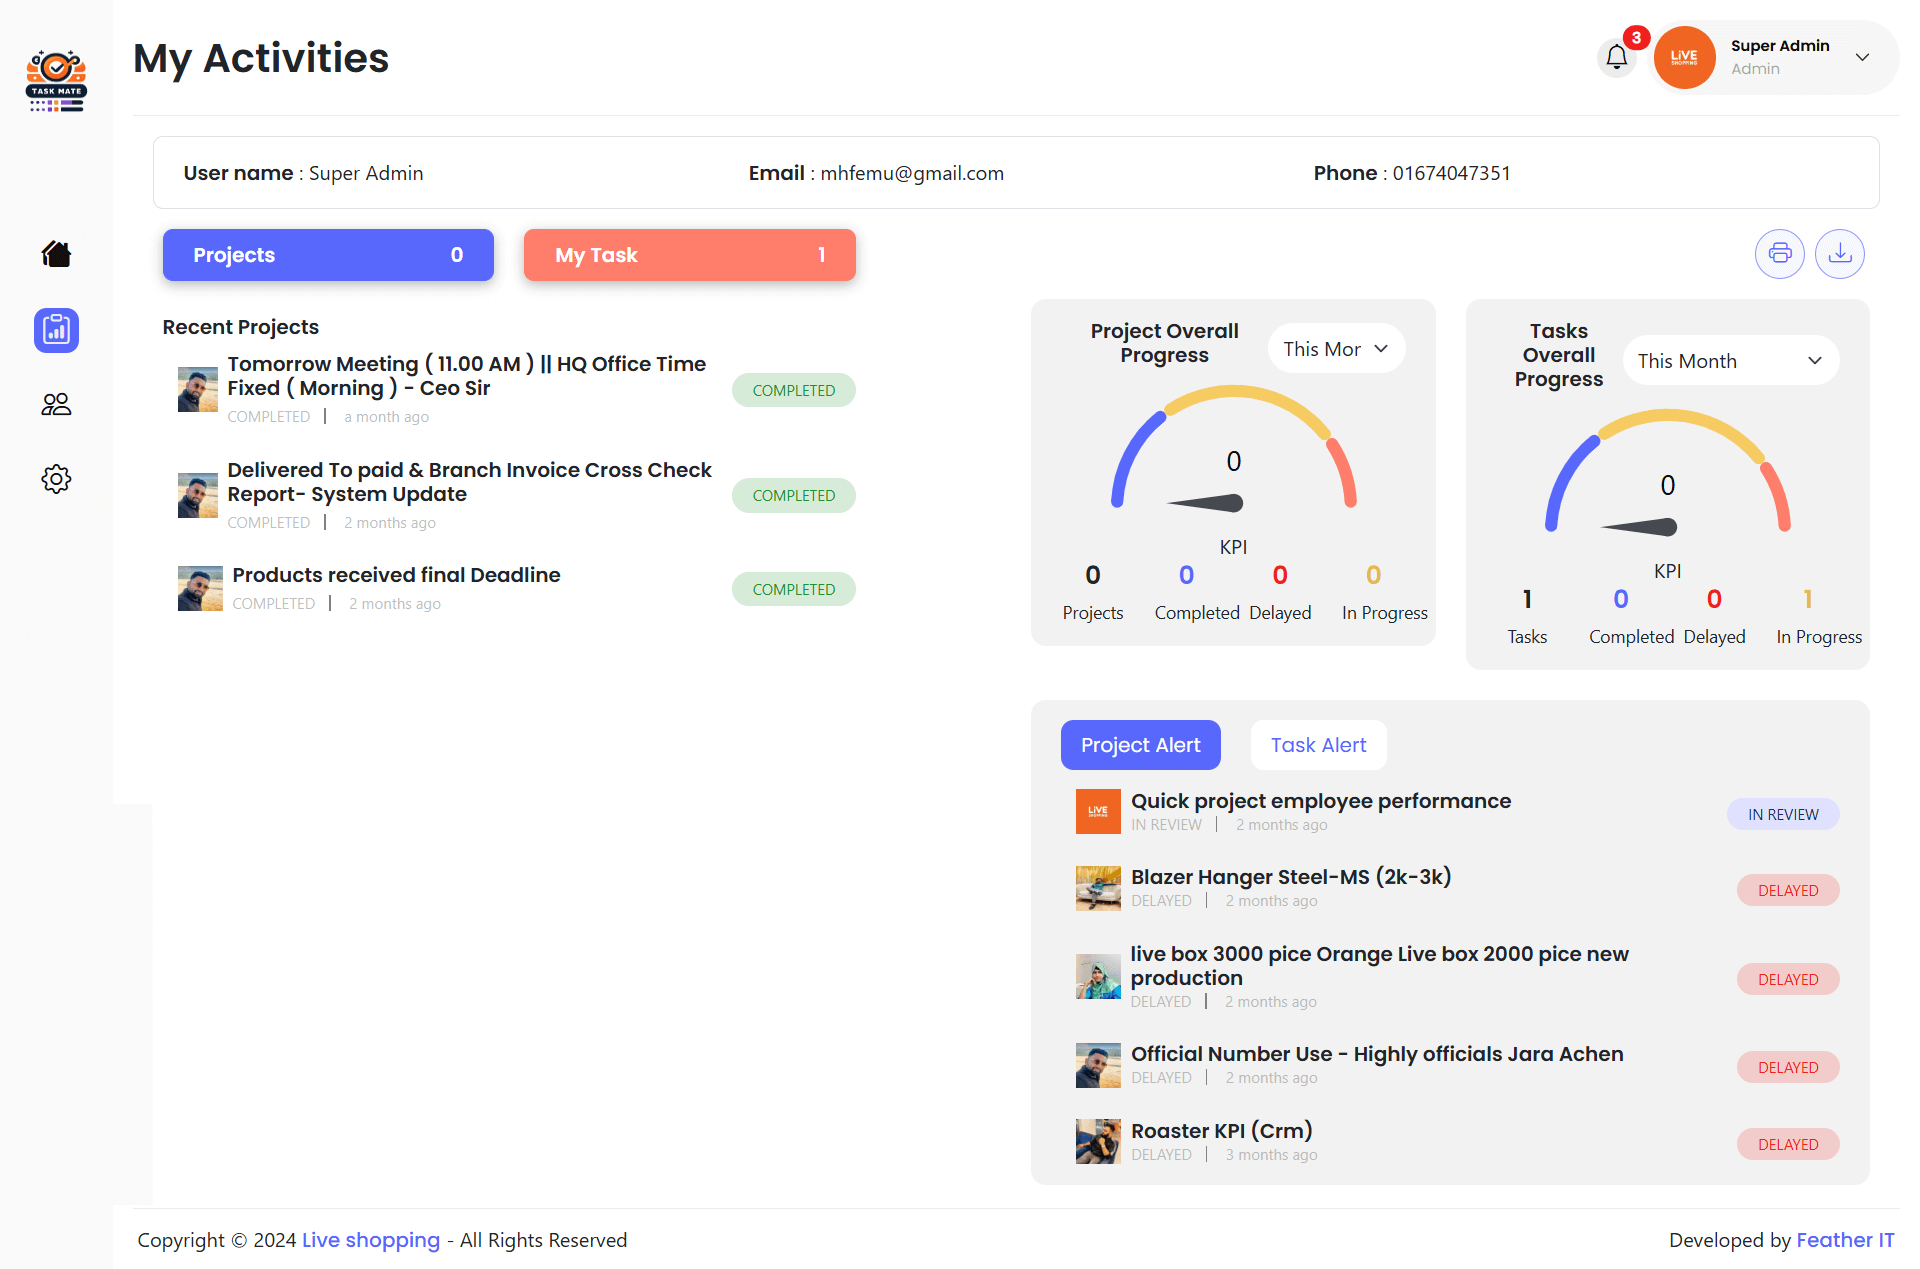 TASK MATE
My Activities
3
LIVE
SHOPPING
Super Admin
Admin
User name : Super Admin
Email : mhfemu@gmail.com
Phone : 01674047351
Projects 0
My Task 1
Recent Projects
Tomorrow Meeting ( 11.00 AM ) || HQ Office Time
Fixed ( Morning ) - Ceo Sir
COMPLETED | a month ago
COMPLETED
Delivered To paid & Branch Invoice Cross Check
Report- System Update
COMPLETED | 2 months ago
COMPLETED
Products received final Deadline
COMPLETED | 2 months ago
COMPLETED
Project Overall
Progress
This Mor
0
KPI
0 0 0 0
Projects Completed Delayed In Progress
Tasks
Overall
Progress
This Month
0
KPI
1 0 0 1
Tasks Completed Delayed In Progress
Project Alert
Task Alert
LIVE
SHOPPING
Quick project employee performance
IN REVIEW | 2 months ago
IN REVIEW
Blazer Hanger Steel-MS (2k-3k)
DELAYED | 2 months ago
DELAYED
live box 3000 pice Orange Live box 2000 pice new
production
DELAYED | 2 months ago
DELAYED
Official Number Use - Highly officials Jara Achen
DELAYED | 2 months ago
DELAYED
Roaster KPI (Crm)
DELAYED | 3 months ago
DELAYED
Copyright © 2024 Live shopping - All Rights Reserved
Developed by Feather IT